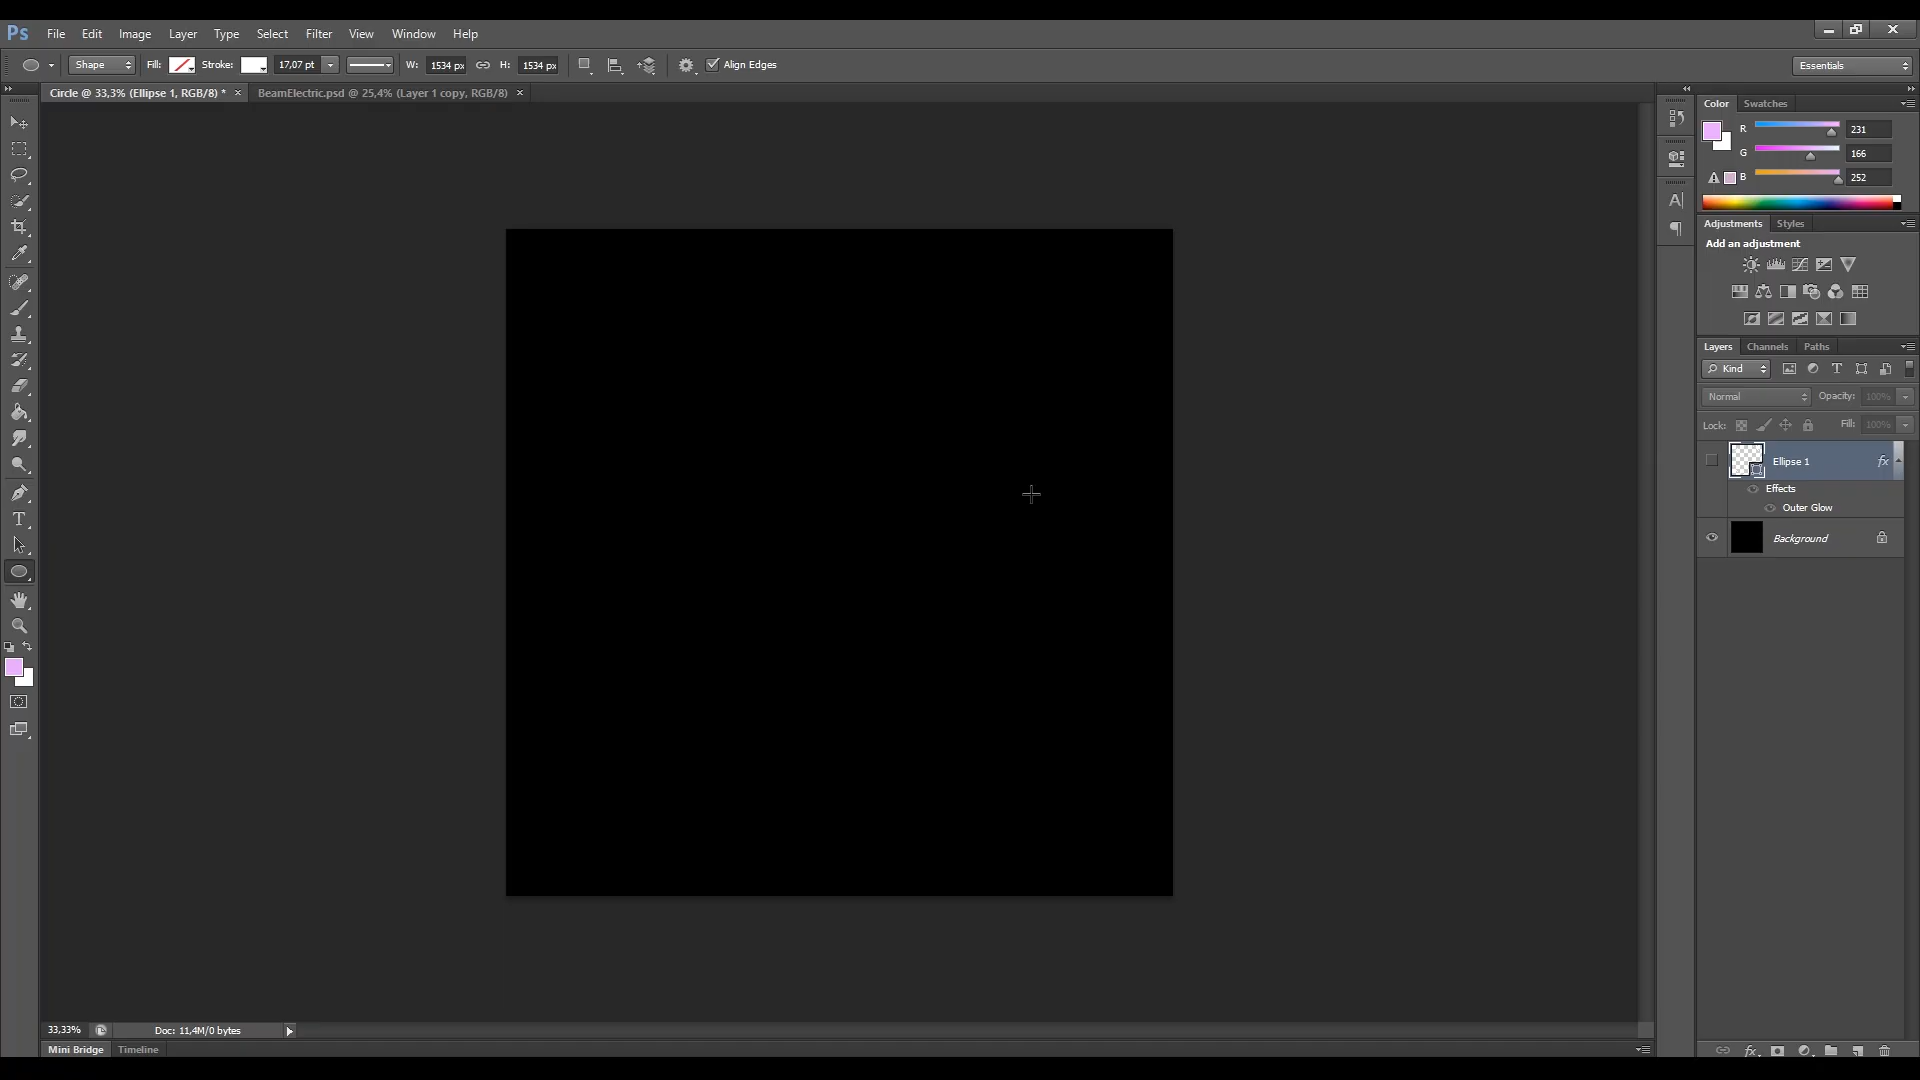 Ps File Edit Image Layer Type Select Filter View Window Help
Shape Fill: Stroke: 17,07 pt W: 1534 px H: 1534 px Align Edges Essentials
Circle @ 33,3% (Ellipse 1, RGB/8) * × BeamElectric.psd @ 25,4% (Layer 1 copy, RGB/8) ×
Color Swatches
R 231
G 166
B 252
Adjustments Styles
Add an adjustment
Layers Channels Paths
Kind
Normal Opacity: 100%
Lock: Fill: 100%
Ellipse 1 fx
Effects
Outer Glow
Background
33,33% Doc: 11,4M/0 bytes
Mini Bridge Timeline